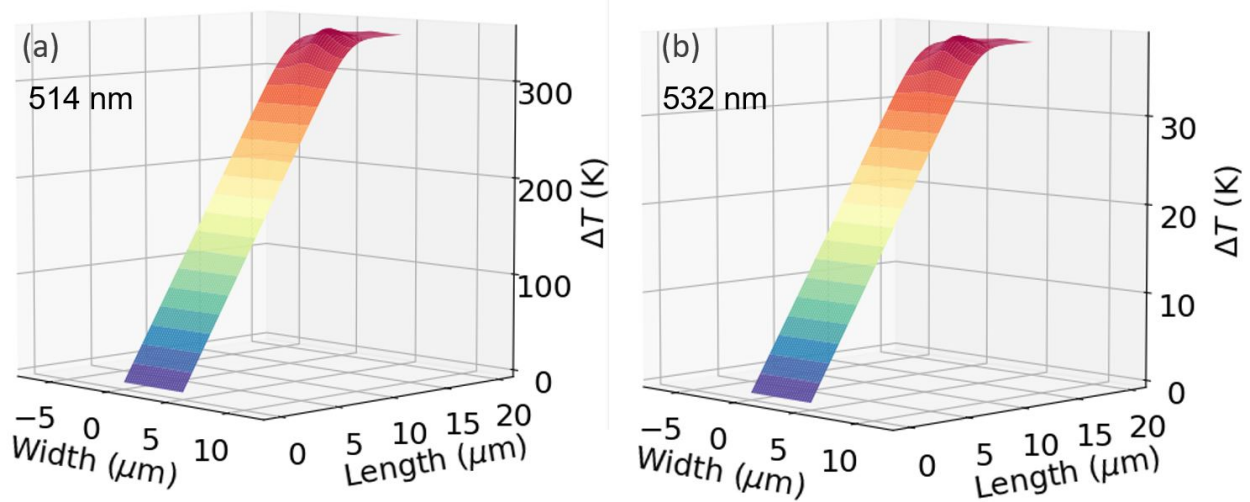 (a)
514 nm
300
200
100
0
ΔT (K)
−5 0 5 10
Width (μm)
0 5 10 15 20
Length (μm)
(b)
532 nm
30
20
10
0
ΔT (K)
−5 0 5 10
Width (μm)
0 5 10 15 20
Length (μm)